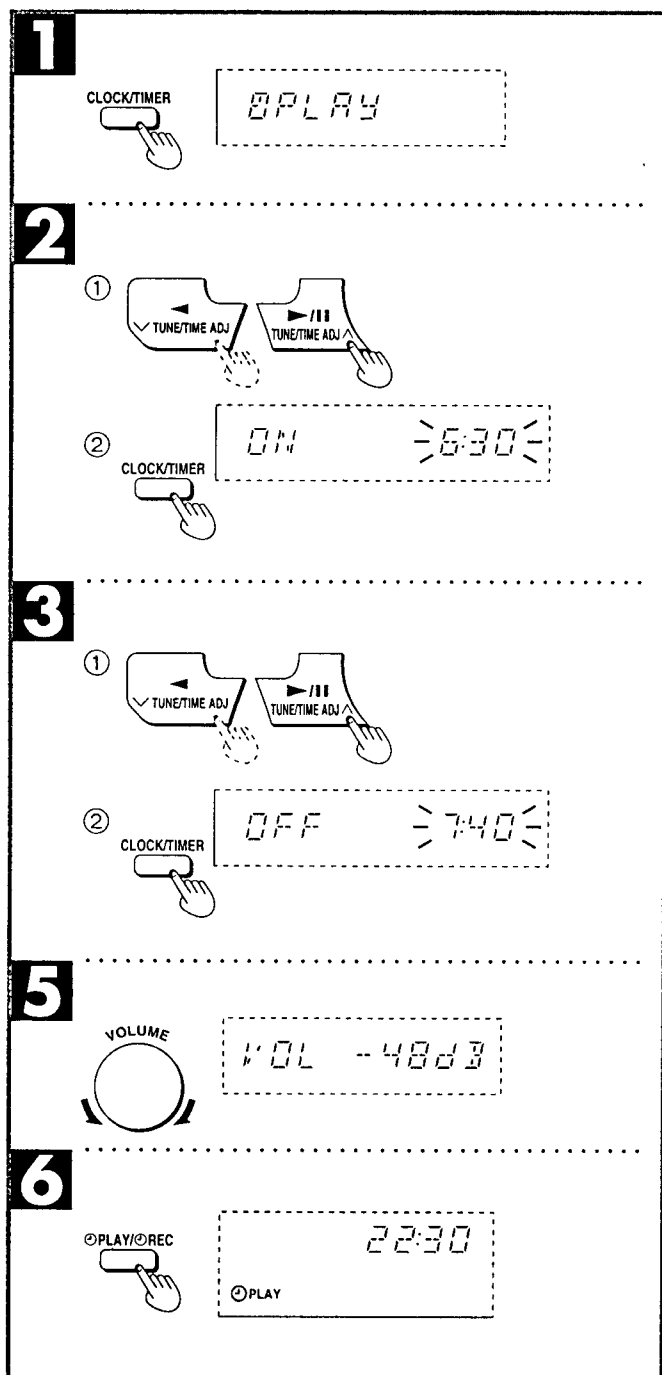 1
CLOCK/TIMER
⏲PLAY
2
①
◄
∨ TUNE/TIME ADJ
►/❚❚
TUNE/TIME ADJ ∧
②
CLOCK/TIMER
ON 6:30
3
①
◄
∨ TUNE/TIME ADJ
►/❚❚
TUNE/TIME ADJ ∧
②
CLOCK/TIMER
OFF 7:40
5
VOLUME
VOL -48dB
6
⏲PLAY/⏲REC
22:30
⏲PLAY